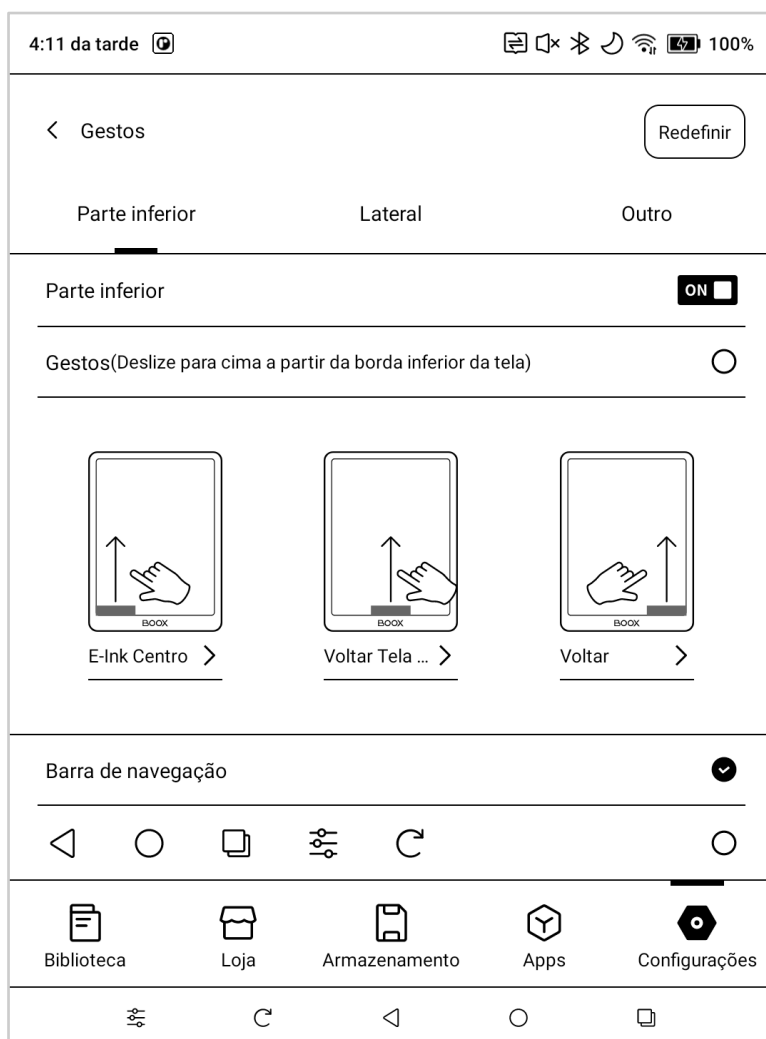 4:11 da tarde 100%
Gestos Redefinir
Parte inferior Lateral Outro
Parte inferior ON
Gestos(Deslize para cima a partir da borda inferior da tela)
BOOX BOOX BOOX
E-Ink Centro Voltar Tela ... Voltar
Barra de navegação
Biblioteca Loja Armazenamento Apps Configurações